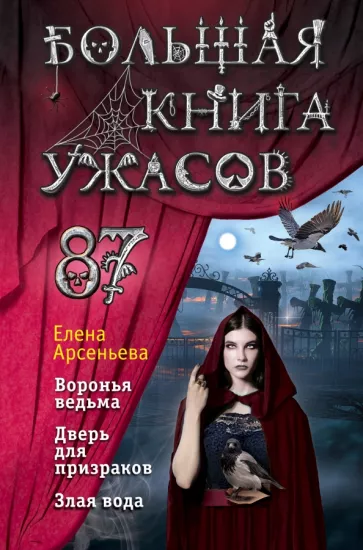 БОЛЬШАЯ
КНИГА
УЖАСОВ
87
Елена
Арсеньева
Воронья
ведьма
Дверь
для
призраков
Злая вода